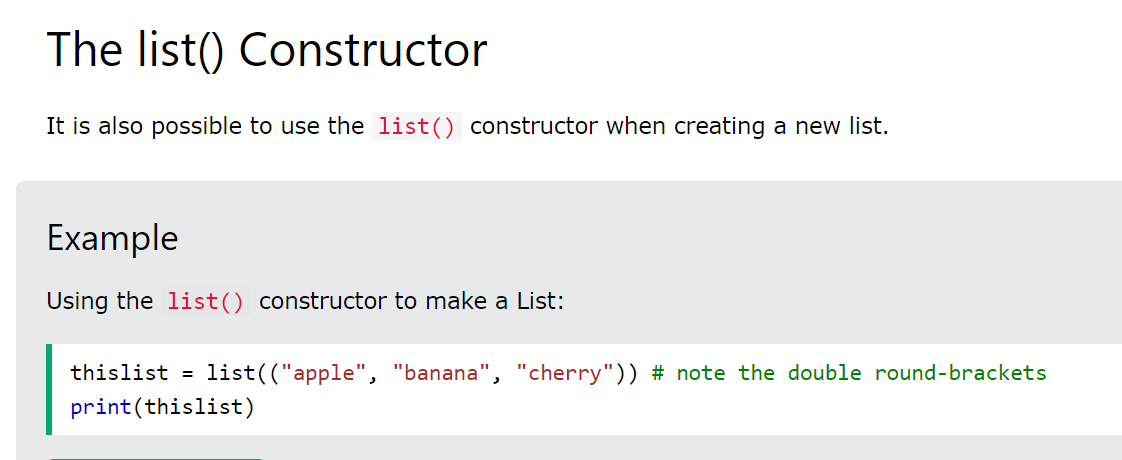 The list() Constructor
It is also possible to use the list() constructor when creating a new list.
Example
Using the list() constructor to make a List:
thislist = list(("apple", "banana", "cherry")) # note the double round-brackets
print(thislist)